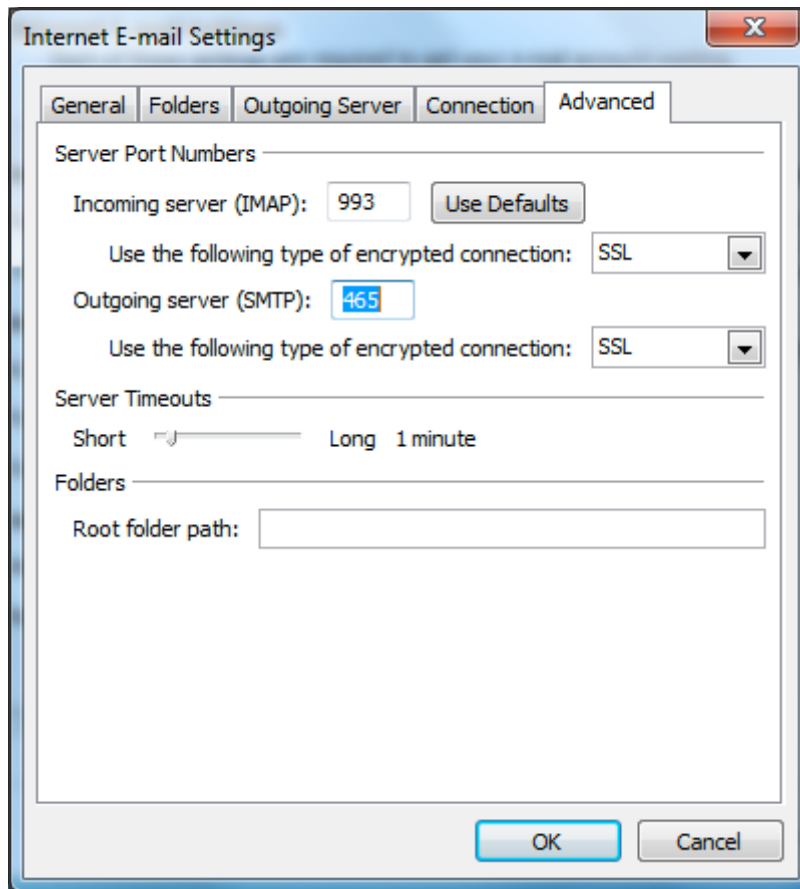 Internet E-mail Settings
X
General Folders Outgoing Server Connection Advanced
Server Port Numbers
Incoming server (IMAP): 993 Use Defaults
Use the following type of encrypted connection: SSL
Outgoing server (SMTP): 465
Use the following type of encrypted connection: SSL
Server Timeouts
Short Long 1 minute
Folders
Root folder path:
OK Cancel